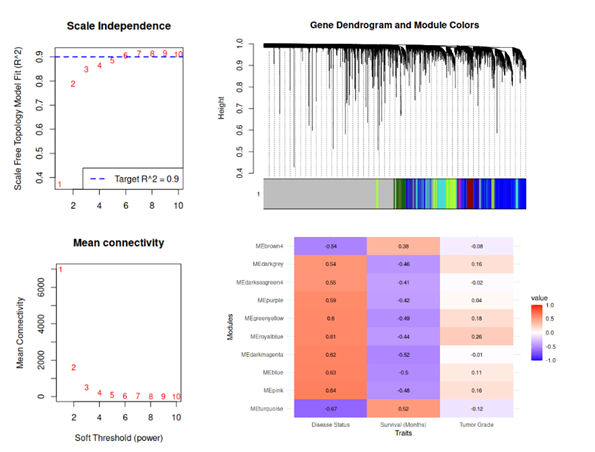 Scale Independence
Scale Free Topology Model Fit (R^2)
0.9
0.8
0.7
0.6
0.5
0.4
1
2
3
4
5
6
7
8
9
10
Target R^2 = 0.9
2
4
6
8
10
Gene Dendrogram and Module Colors
Height
1.0
0.9
0.8
0.7
0.6
0.5
0.4
1
Mean connectivity
Mean Connectivity
6000
4000
2000
0
1
2
3
4
5
6
7
8
9
10
2
4
6
8
10
Soft Threshold (power)
Modules
MEbrown4 -0.54 0.38 -0.08
MEdarkgrey 0.54 -0.46 0.16
MEdarkseagreen4 0.55 -0.41 -0.02
MEpurple 0.59 -0.42 0.04
MEgreenyellow 0.6 -0.49 0.18
MEroyalblue 0.61 -0.44 0.26
MEdarkmagenta 0.62 -0.52 -0.01
MEblue 0.63 -0.5 0.11
MEpink 0.64 -0.48 0.16
MEturquoise -0.67 0.52 -0.12
Disease Status Survival (Months) Tumor Grade
Traits
value
1.0
0.5
0.0
-0.5
-1.0